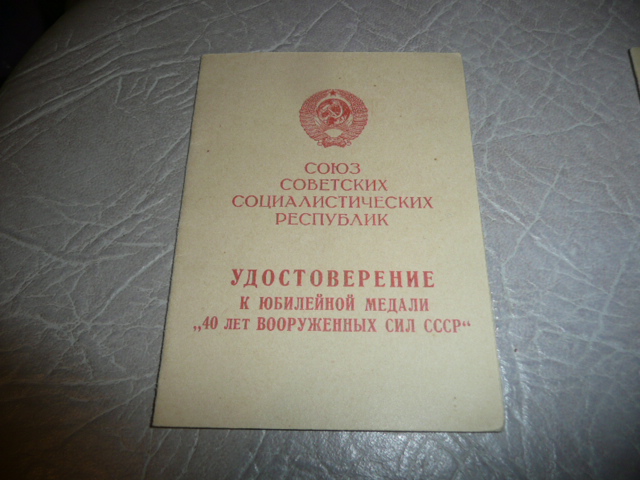 СОЮЗ
СОВЕТСКИХ
СОЦИАЛИСТИЧЕСКИХ
РЕСПУБЛИК
УДОСТОВЕРЕНИЕ
К ЮБИЛЕЙНОЙ МЕДАЛИ
„40 ЛЕТ ВООРУЖЕННЫХ СИЛ СССР“